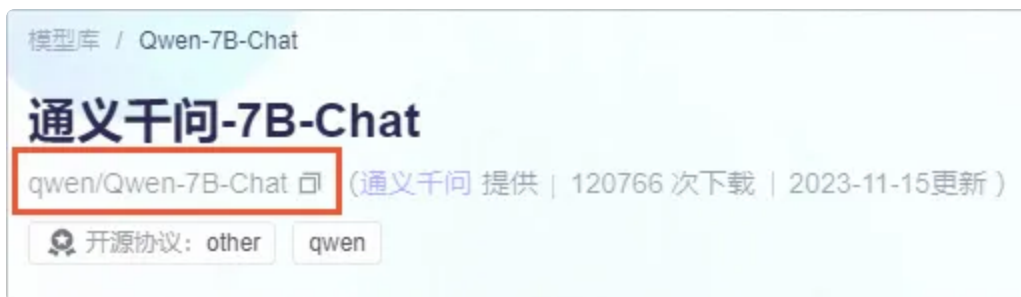 模型库 / Qwen-7B-Chat
通义千问-7B-Chat
qwen/Qwen-7B-Chat (通义千问 提供 | 120766 次下载 | 2023-11-15更新 )
开源协议: other qwen